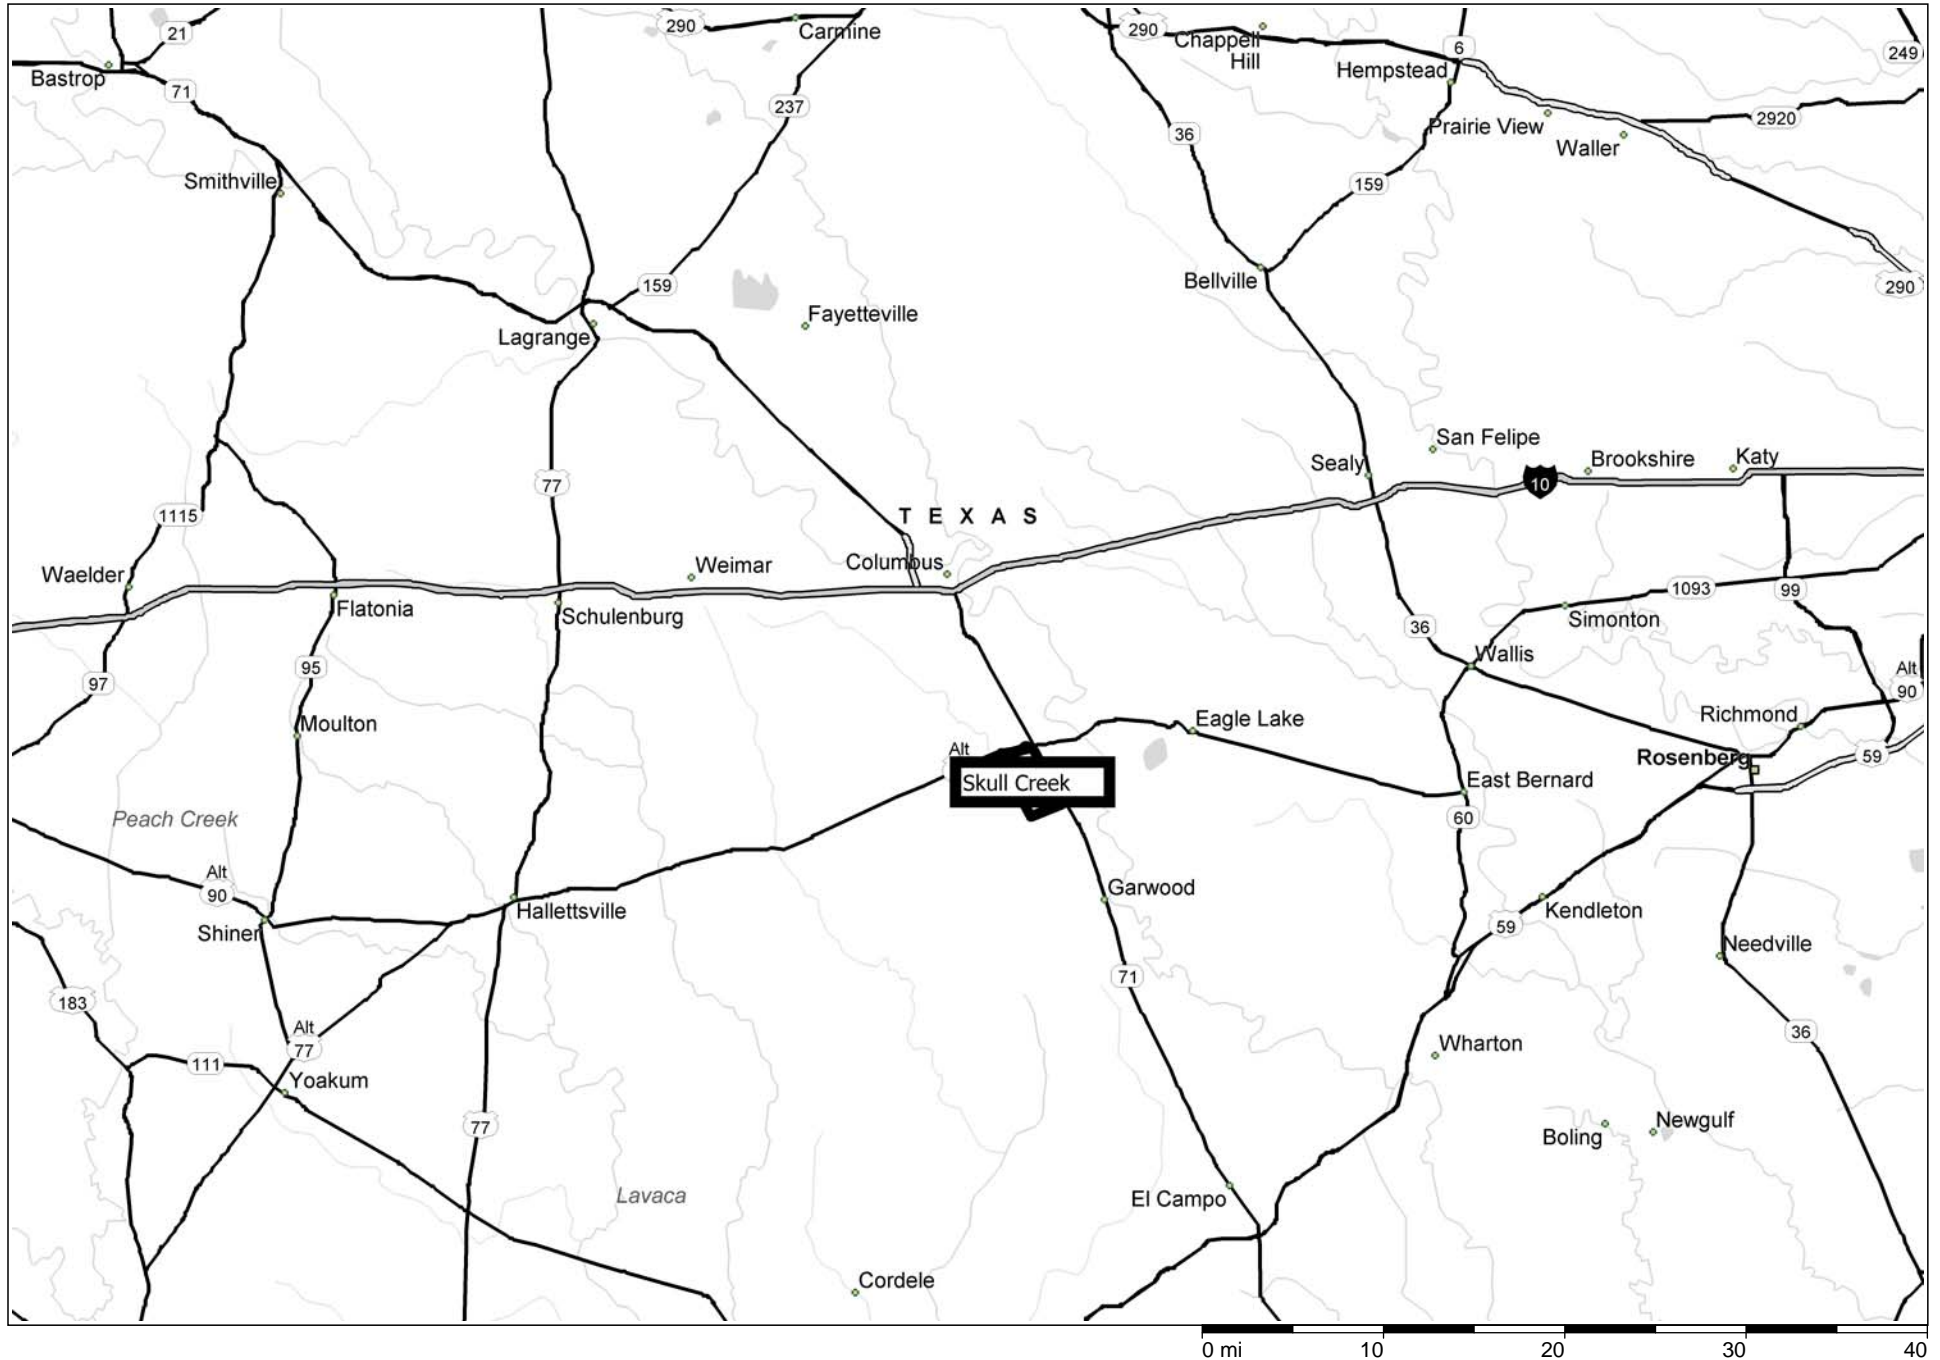 21
290
Carmine
290
Chappell
Hill
6
249
Bastrop
71
Hempstead
237
2920
36
Prairie View
Waller
Smithville
159
159
Bellville
290
Fayetteville
Lagrange
San Felipe
Sealy
Brookshire
Katy
77
10
1115
TEXAS
Waelder
Weimar
Columbus
1093
99
Flatonia
Schulenburg
Simonton
36
Wallis
95
97
Alt
90
Moulton
Eagle Lake
Richmond
Alt
Rosenberg
59
Skull Creek
East Bernard
Peach Creek
60
Alt
90
Garwood
Hallettsville
Kendleton
Shiner
59
Needville
71
183
Alt
77
36
Wharton
111
Yoakum
77
Newgulf
Boling
Lavaca
El Campo
Cordele
0 mi 10 20 30 40